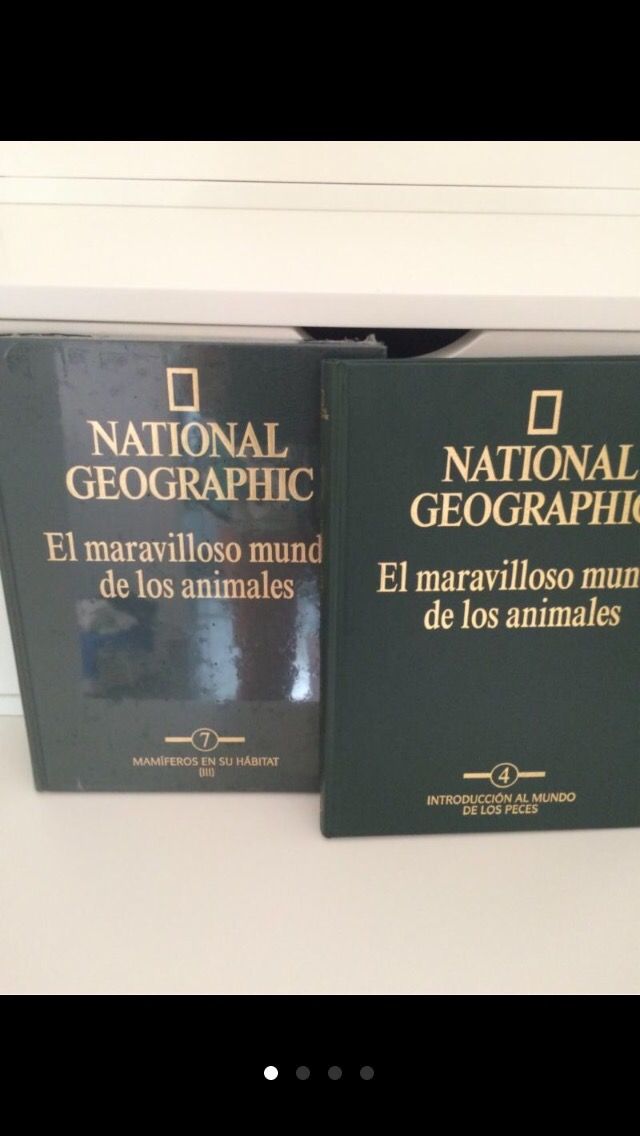 NATIONAL
GEOGRAPHIC
El maravilloso mund
de los animales
7
MAMÍFEROS EN SU HÁBITAT
(III)
NATIONAL
GEOGRAPHIC
El maravilloso mun
de los animales
4
INTRODUCCIÓN AL MUNDO
DE LOS PECES